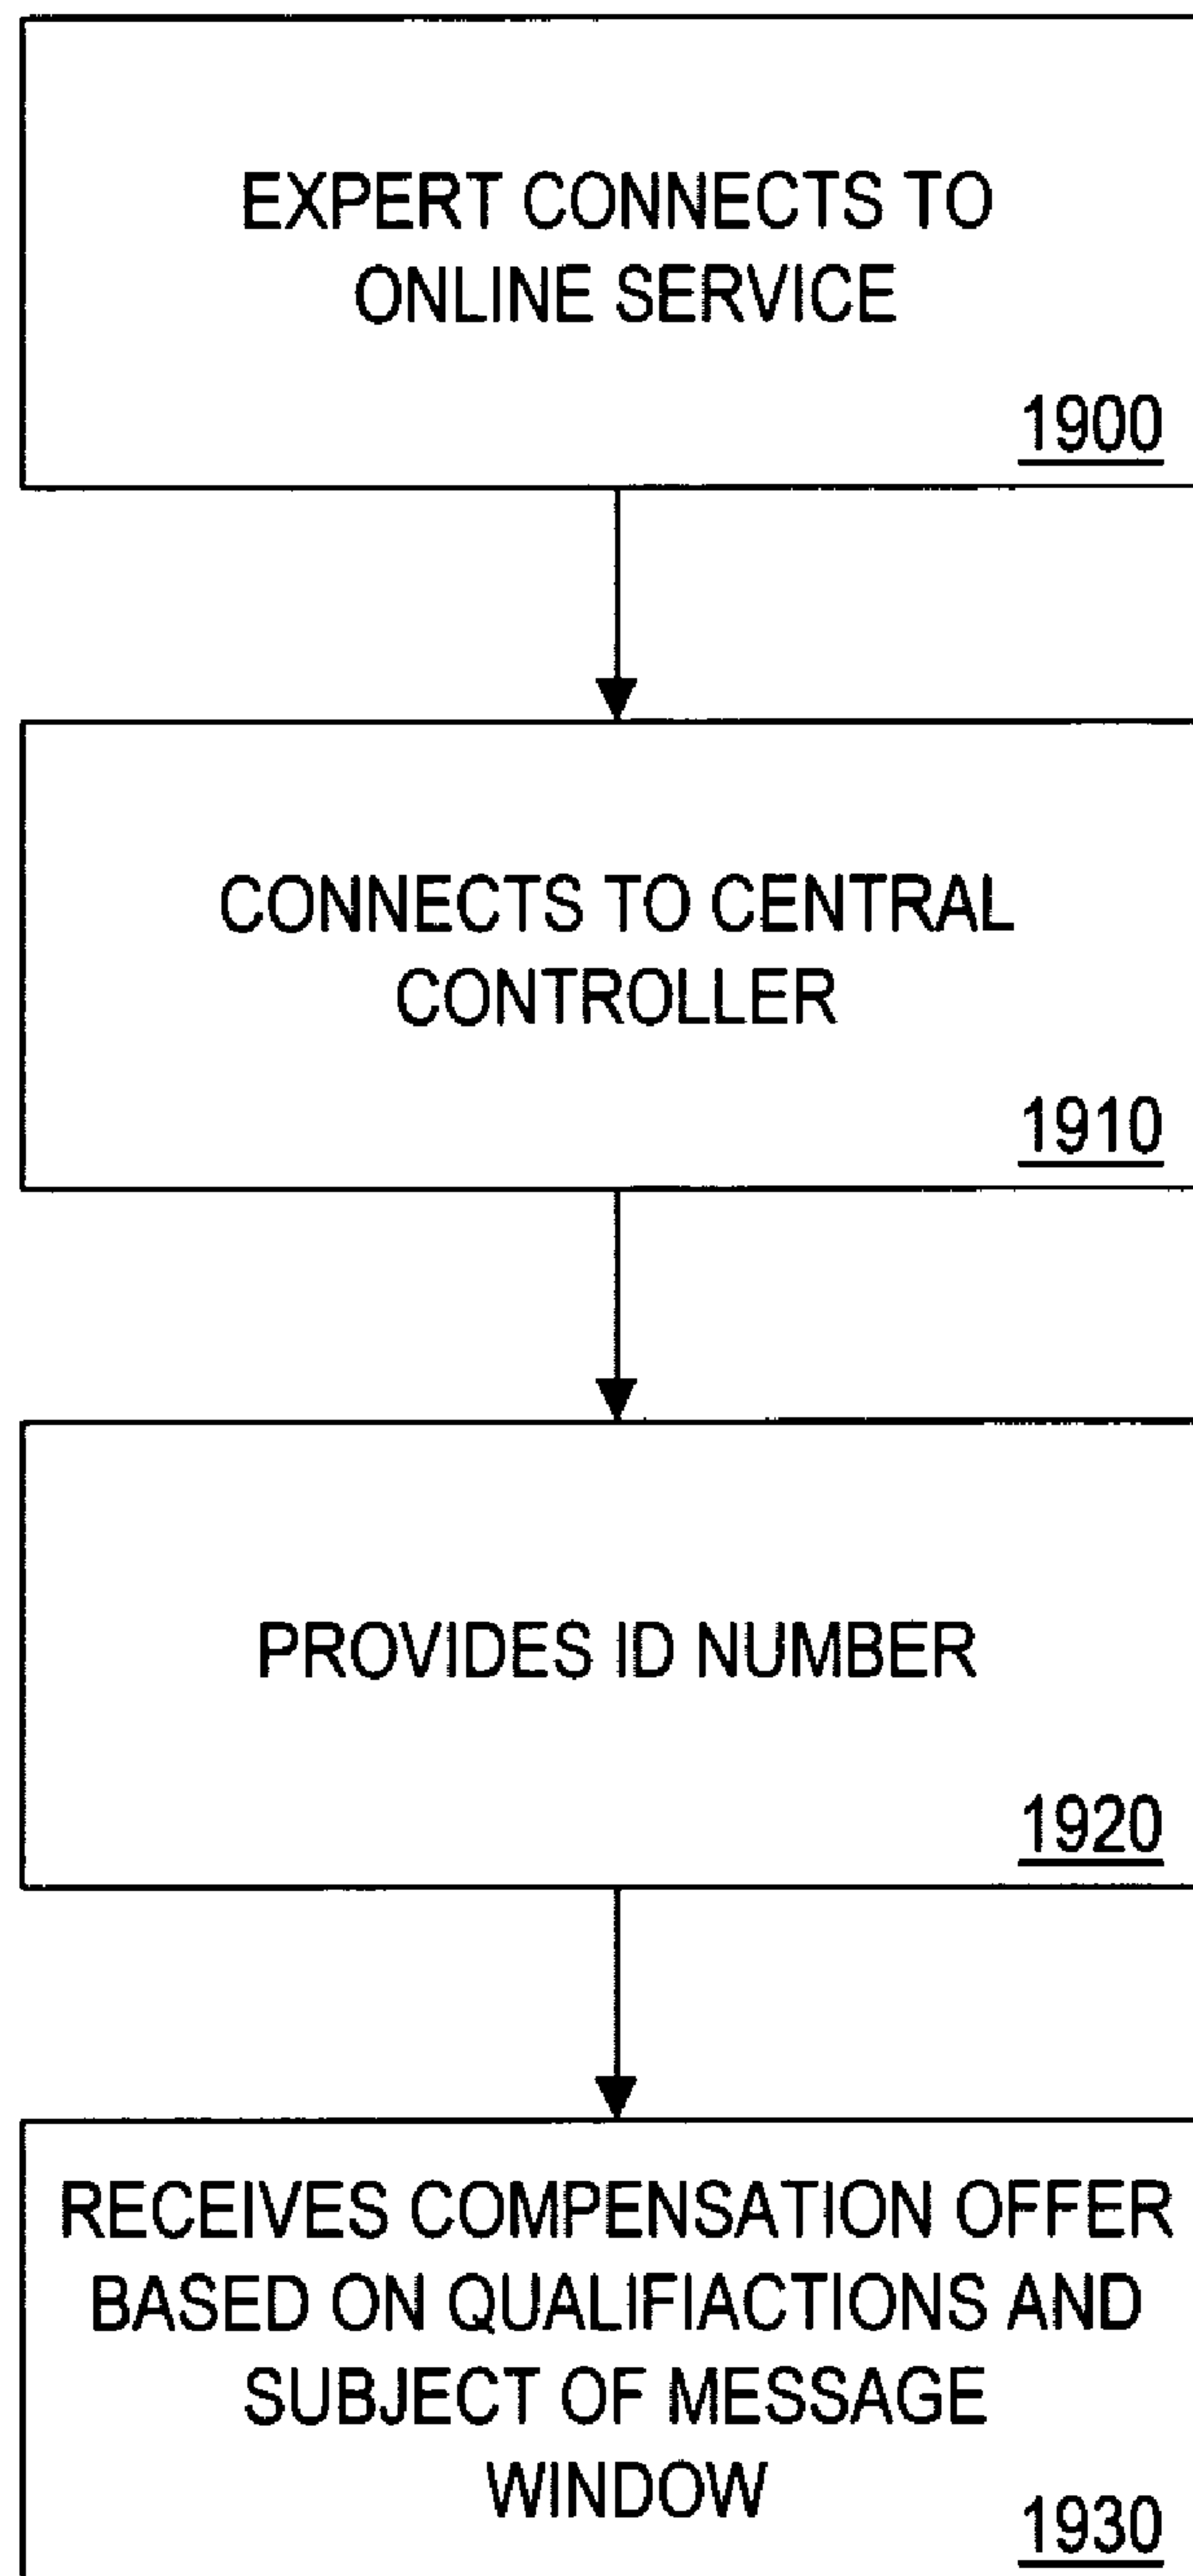 EXPERT CONNECTS TO
ONLINE SERVICE
1900
CONNECTS TO CENTRAL
CONTROLLER
1910
PROVIDES ID NUMBER
1920
RECEIVES COMPENSATION OFFER
BASED ON QUALIFIACTIONS AND
SUBJECT OF MESSAGE
WINDOW
1930